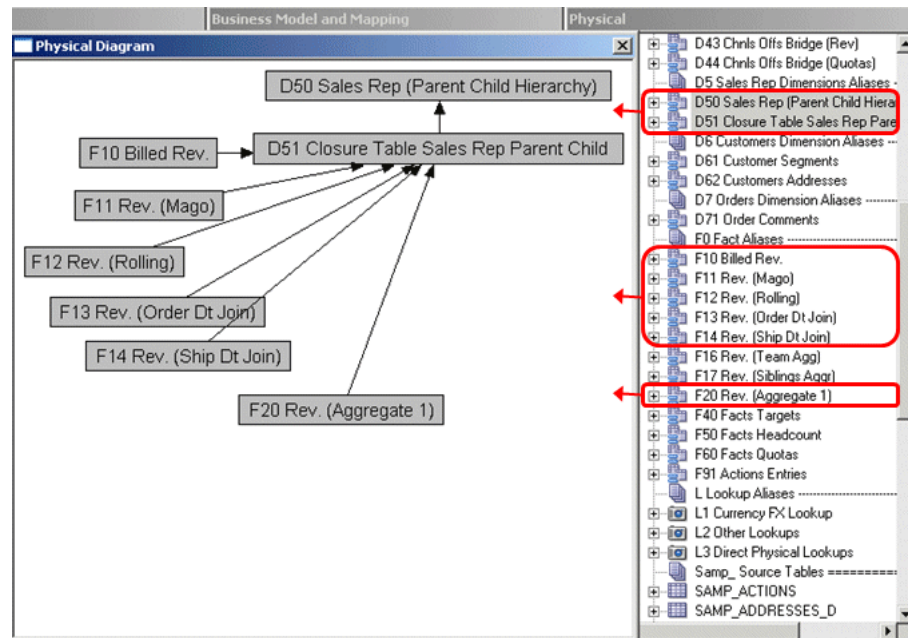 Business Model and Mapping
Physical
Physical Diagram
D50 Sales Rep (Parent Child Hierarchy)
D51 Closure Table Sales Rep Parent Child
F10 Billed Rev.
F11 Rev. (Mago)
F12 Rev. (Rolling)
F13 Rev. (Order Dt Join)
F14 Rev. (Ship Dt Join)
F20 Rev. (Aggregate 1)
D43 Chnls Offs Bridge (Rev)
D44 Chnls Offs Bridge (Quotas)
D5 Sales Rep Dimensions Aliases -
D50 Sales Rep (Parent Child Hiera
D51 Closure Table Sales Rep Pare
D6 Customers Dimension Aliases --
D61 Customer Segments
D62 Customers Addresses
D7 Orders Dimension Aliases -------
D71 Order Comments
F0 Fact Aliases --------------------
F10 Billed Rev.
F11 Rev. (Mago)
F12 Rev. (Rolling)
F13 Rev. (Order Dt Join)
F14 Rev. (Ship Dt Join)
F16 Rev. (Team Agg)
F17 Rev. (Siblings Aggr)
F20 Rev. (Aggregate 1)
F40 Facts Targets
F50 Facts Headcount
F60 Facts Quotas
F91 Actions Entries
L Lookup Aliases -------------------
L1 Currency FX Lookup
L2 Other Lookups
L3 Direct Physical Lookups
Samp_ Source Tables ==========
SAMP_ACTIONS
SAMP_ADDRESSES_D